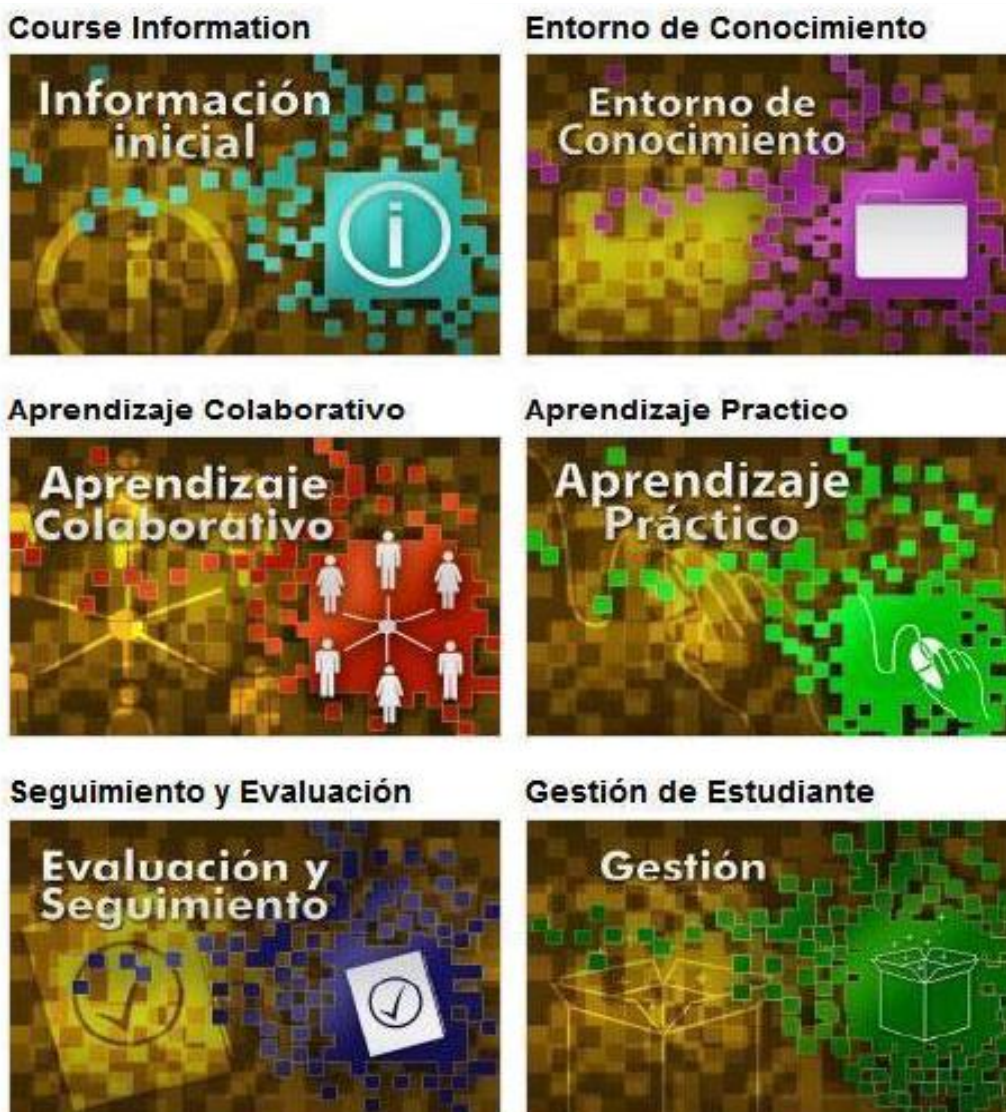 Course Information
Información
inicial
i
Entorno de Conocimiento
Entorno de
Conocimiento
Aprendizaje Colaborativo
Aprendizaje
Colaborativo
Aprendizaje Practico
Aprendizaje
Práctico
Seguimiento y Evaluación
Evaluación y
Seguimiento
Gestión de Estudiante
Gestión